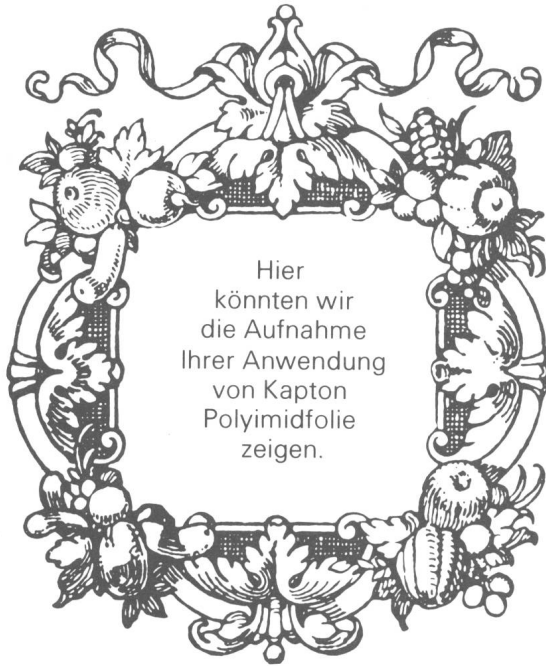 Hier
könnten wir
die Aufnahme
Ihrer Anwendung
von Kapton
Polyimidfolie
zeigen.